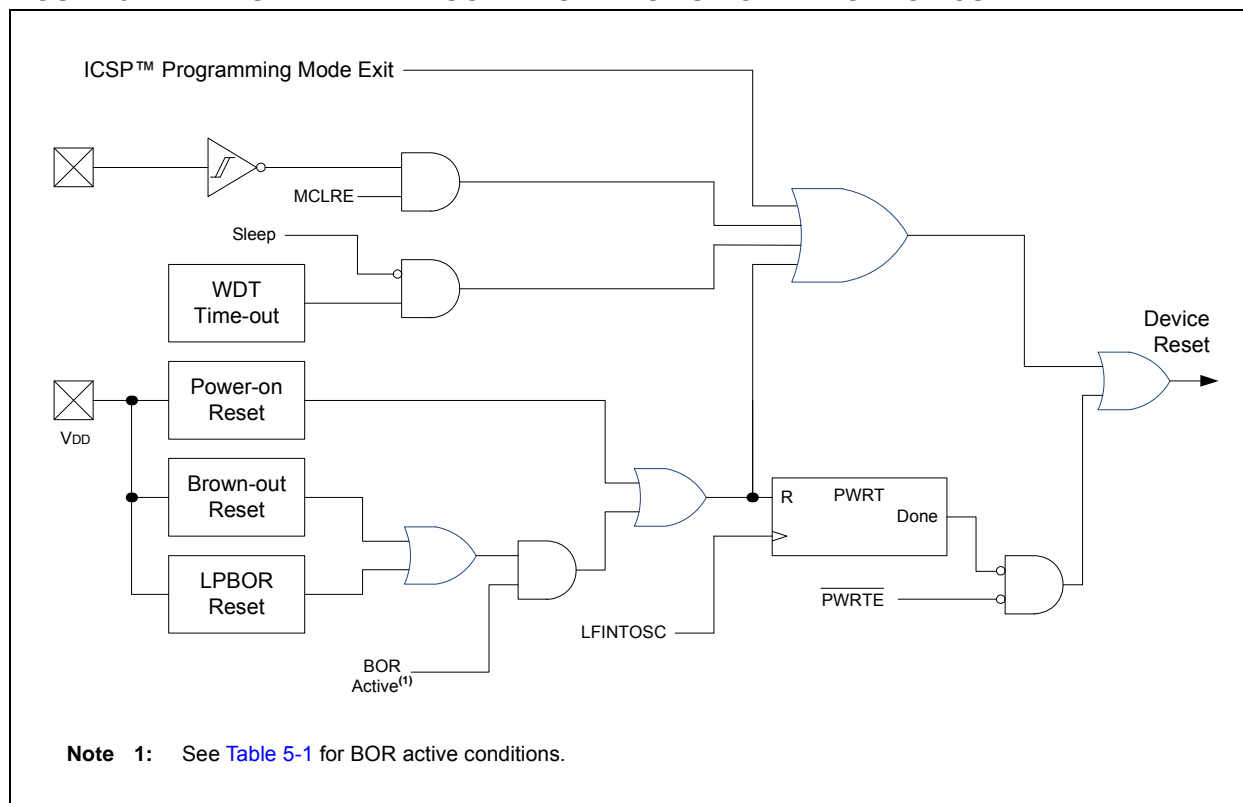 ICSP™ Programming Mode Exit
MCLRE
Sleep
WDT
Time-out
Device
Reset
Power-on
Reset
VDD
Brown-out
Reset
R PWRT
Done
LPBOR
Reset
PWRTE
LFINTOSC
BOR
Active(1)
Note 1: See Table 5-1 for BOR active conditions.